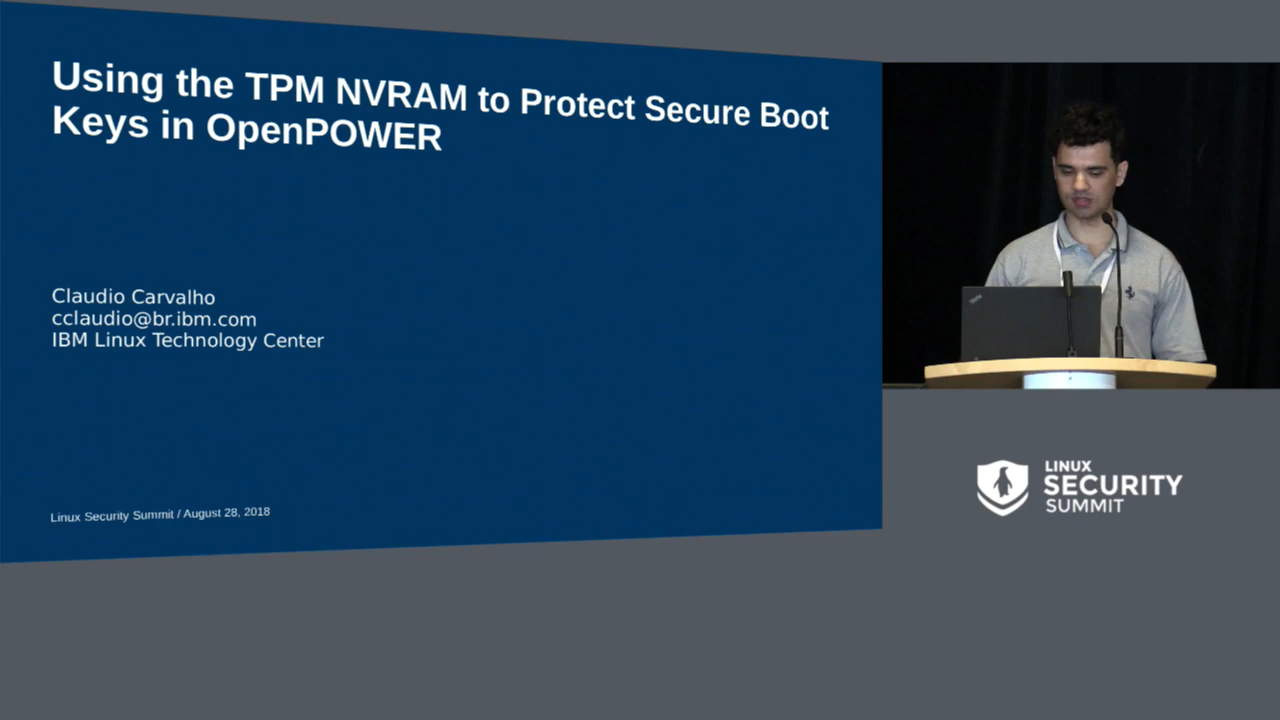 Using the TPM NVRAM to Protect Secure Boot
Keys in OpenPOWER
Claudio Carvalho
cclaudio@br.ibm.com
IBM Linux Technology Center
Linux Security Summit / August 28, 2018
LINUX
SECURITY
SUMMIT